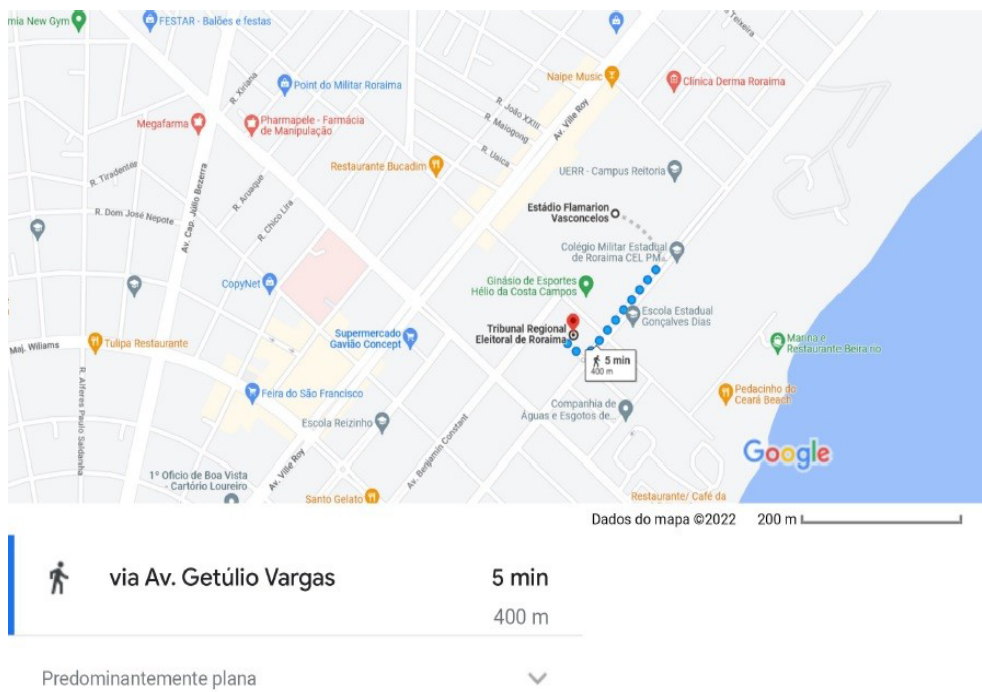 mia New Gym
FESTAR - Balões e festas
Teixeira
R. Xiriana
Point do Militar Roraima
Naipe Music
Clinica Derma Roraima
Megafarma
Pharmapele - Farmácia
de Manipulação
R. João XXIII
R. Maiogong
Av. Ville Roy
R. Uaica
Restaurante Bucadim
UERR - Campus Reitoria
R. Tiradentes
R. Aruaque
Av. Cap. Júlio Bezerra
R. Dom José Nepote
R. Chico Lira
Estádio Flamarion
Vasconcelos
Colégio Militar Estadual
de Roraima CEL PM
CopyNet
Ginásio de Esportes
Hélio da Costa Campos
Escola Estadual
Gonçalves Dias
Tribunal Regional
Eleitoral de Roraima
Supermercado
Gavião Concept
Maj. Wiliams
Tulipa Restaurante
Marina e
Restaurante Beira rio
5 min
400 m
R. Alferes Paulo Saldanha
Feira do São Francisco
Pedacinho do
Ceará Beach
Companhia de
Águas e Esgotos de...
Escola Reizinho
Av. Benjamin Constant
Google
Av. Ville Roy
1º Oficio de Boa Vista
- Cartório Loureiro
Santo Gelato
Restaurante/ Café da
Dados do mapa ©2022 200 m
via Av. Getúlio Vargas 5 min
400 m
Predominantemente plana